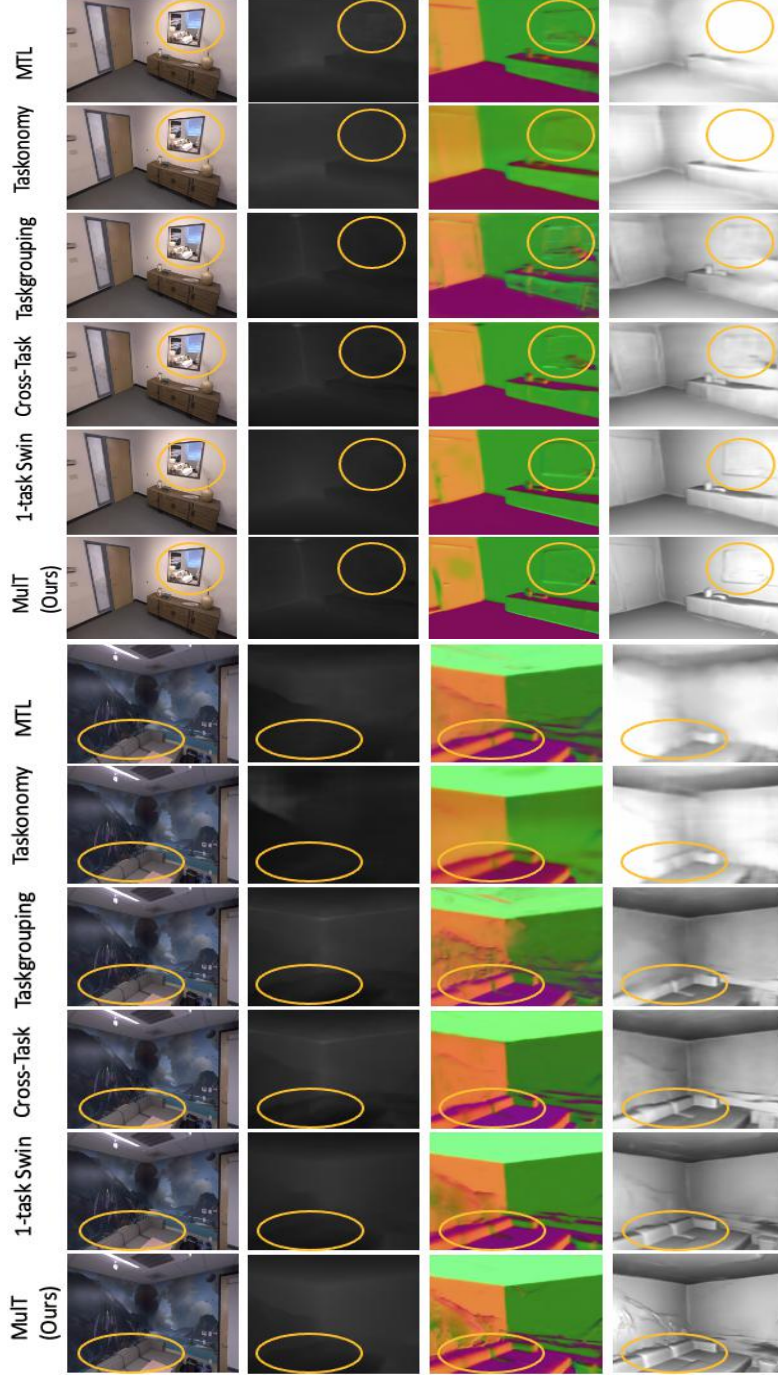 MTL
Taskonomy
Taskgrouping
Cross-Task
1-task Swin
MulT
(Ours)
MTL
Taskonomy
Taskgrouping
Cross-Task
1-task Swin
MulT
(Ours)